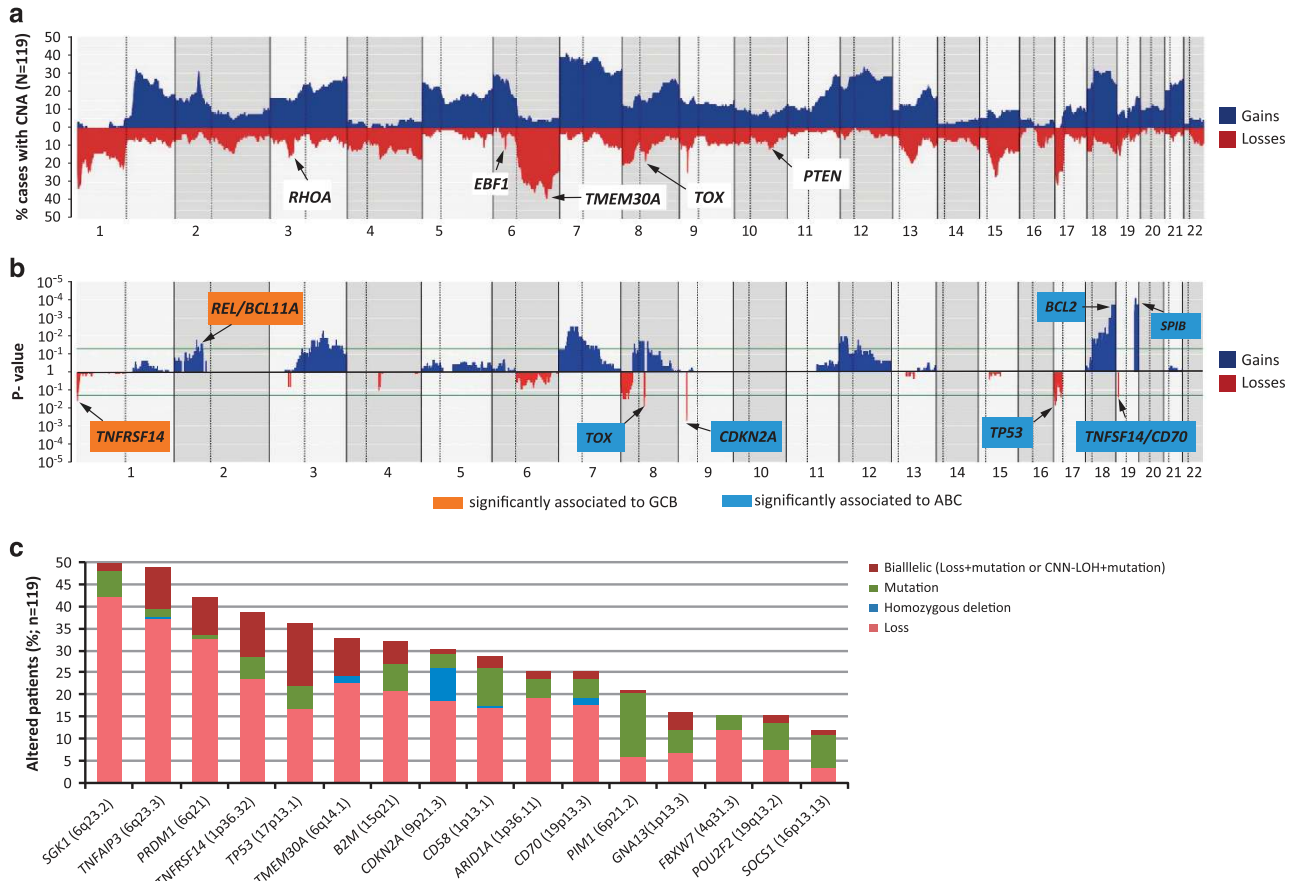 a
% cases with CNA (N=119)
50
40
30
20
10
0
10
20
30
40
50
RHOA
EBF1
TMEM30A
TOX
PTEN
Gains
Losses
1 2 3 4 5 6 7 8 9 10 11 12 13 14 15 16 17 18 19 20 21 22
b
P- value
10-5
10-4
10-3
10-2
10-1
1
10-1
10-2
10-3
10-4
10-5
REL/BCL11A
TNFRSF14
TOX
CDKN2A
BCL2
SPIB
TP53
TNFSF14/CD70
Gains
Losses
1 2 3 4 5 6 7 8 9 10 11 12 13 14 15 16 17 18 19 20 21 22
significantly associated to GCB
significantly associated to ABC
c
Altered patients (%; n=119)
50
45
40
35
30
25
20
15
10
5
0
Bialllelic (Loss+mutation or CNN-LOH+mutation)
Mutation
Homozygous deletion
Loss
SGK1 (6q23.2)
TNFAIP3 (6q23.3)
PRDM1 (6q21)
TNFRSF14 (1p36.32)
TP53 (17p13.1)
TMEM30A (6q14.1)
B2M (15q21)
CDKN2A (9p21.3)
CD58 (1p13.1)
ARID1A (1p36.11)
CD70 (19p13.3)
PIM1 (6p21.2)
GNA13(1p13.3)
FBXW7 (4q31.3)
POU2F2 (19q13.2)
SOCS1 (16p13.13)